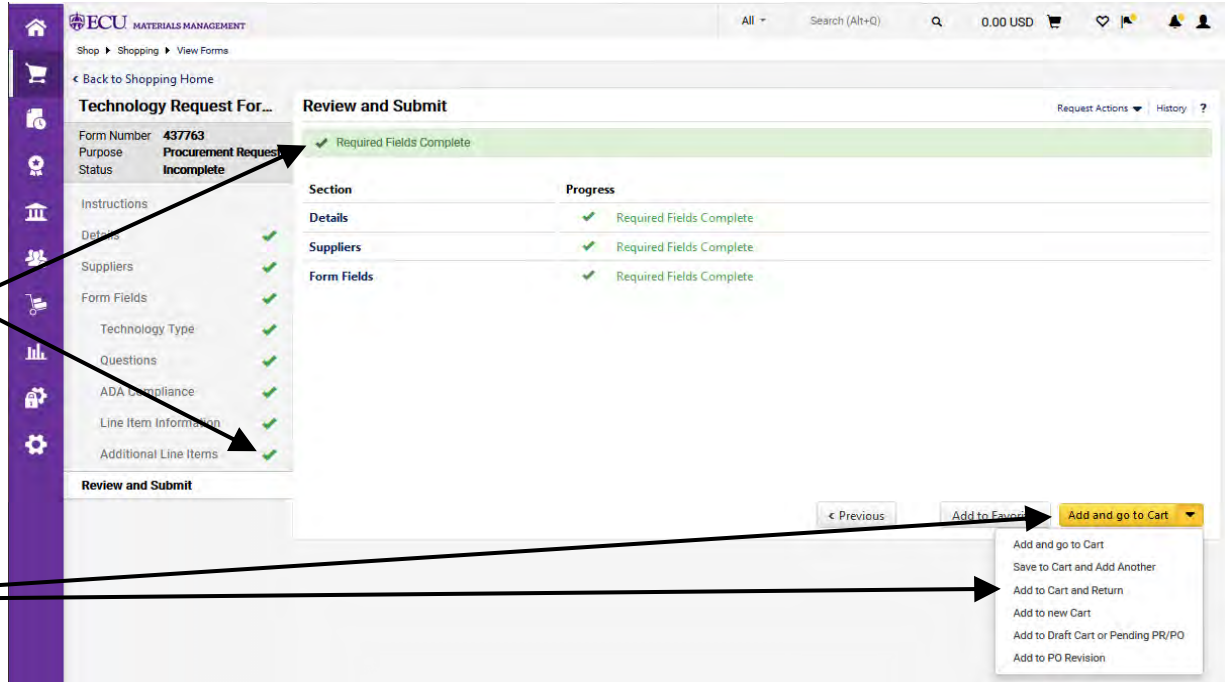 ECU MATERIALS MANAGEMENT
All
Search (Alt+Q)
0.00 USD
Shop Shopping View Forms
Back to Shopping Home
Technology Request For...
Form Number 437763
Purpose Procurement Request
Status Incomplete
Instructions
Details
Suppliers
Form Fields
Technology Type
Questions
ADA Compliance
Line Item Information
Additional Line Items
Review and Submit
Review and Submit
Request Actions History ?
Required Fields Complete
Section Progress
Details Required Fields Complete
Suppliers Required Fields Complete
Form Fields Required Fields Complete
< Previous
Add to
Add and go to Cart
Add and go to Cart
Save to Cart and Add Another
Add to Cart and Return
Add to new Cart
Add to Draft Cart or Pending PR/PO
Add to PO Revision